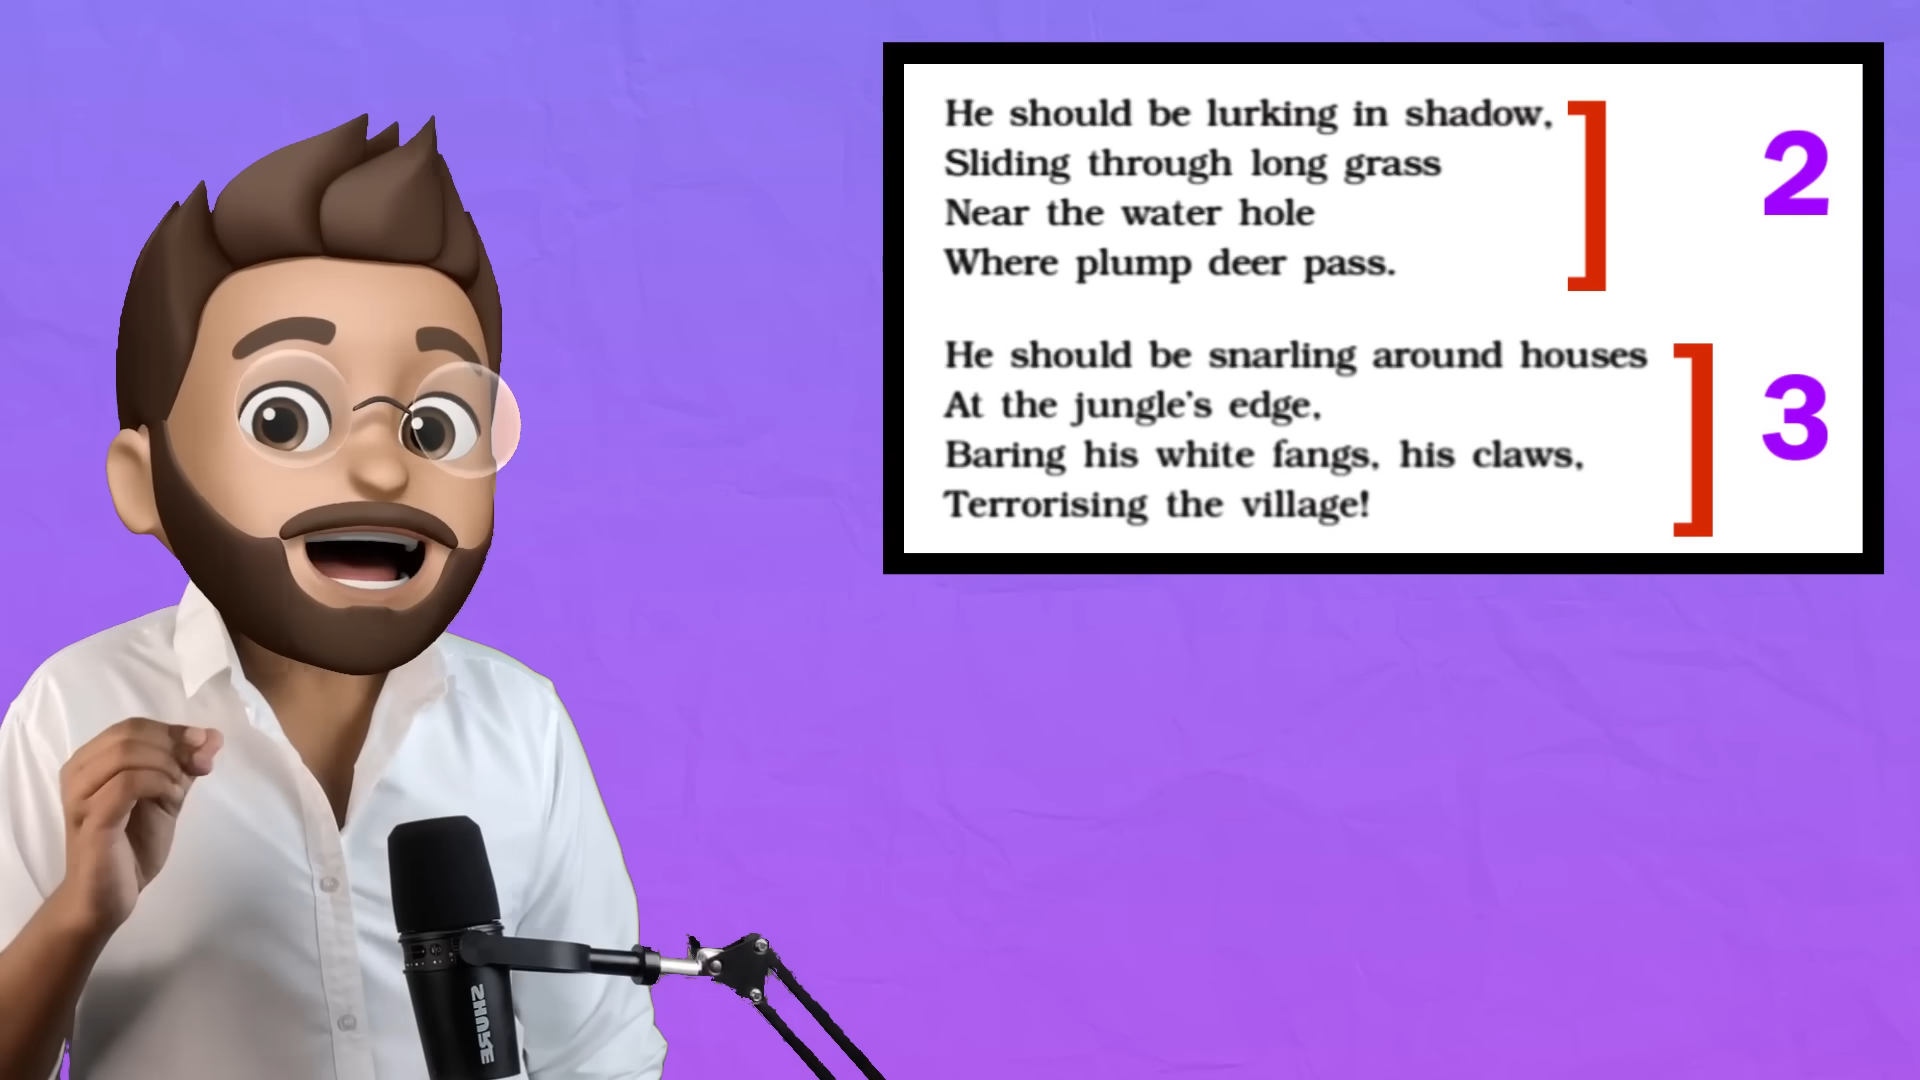 He should be lurking in shadow,
Sliding through long grass
Near the water hole
Where plump deer pass.
2
He should be snarling around houses
At the jungle's edge,
Baring his white fangs, his claws,
Terrorising the village!
3
SHURE